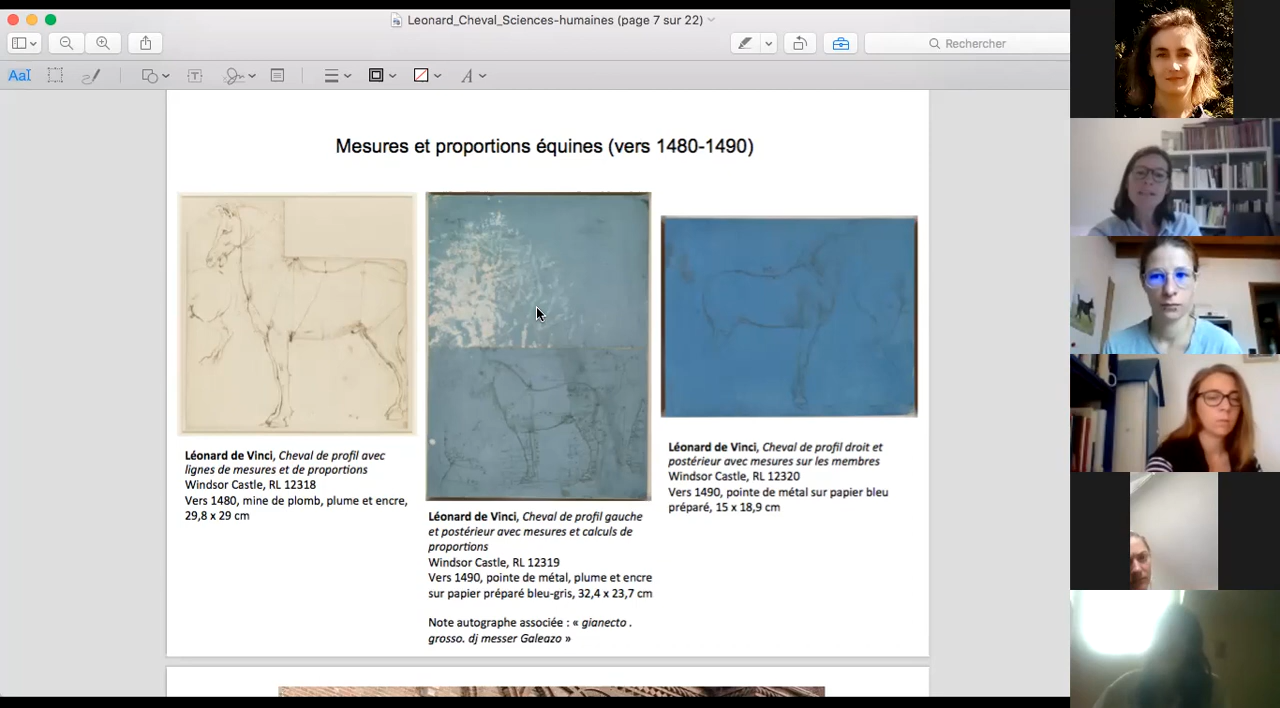 Leonard_Cheval_Sciences-humaines (page 7 sur 22)
Rechercher
AaI
Mesures et proportions équines (vers 1480-1490)
Léonard de Vinci, Cheval de profil avec
lignes de mesures et de proportions
Windsor Castle, RL 12318
Vers 1480, mine de plomb, plume et encre,
29,8 x 29 cm
Léonard de Vinci, Cheval de profil gauche
et postérieur avec mesures et calculs de
proportions
Windsor Castle, RL 12319
Vers 1490, pointe de métal, plume et encre
sur papier préparé bleu-gris, 32,4 x 23,7 cm
Note autographe associée : « gianecto .
grosso. dj messer Galeazo »
Léonard de Vinci, Cheval de profil droit et
postérieur avec mesures sur les membres
Windsor Castle, RL 12320
Vers 1490, pointe de métal sur papier bleu
préparé, 15 x 18,9 cm